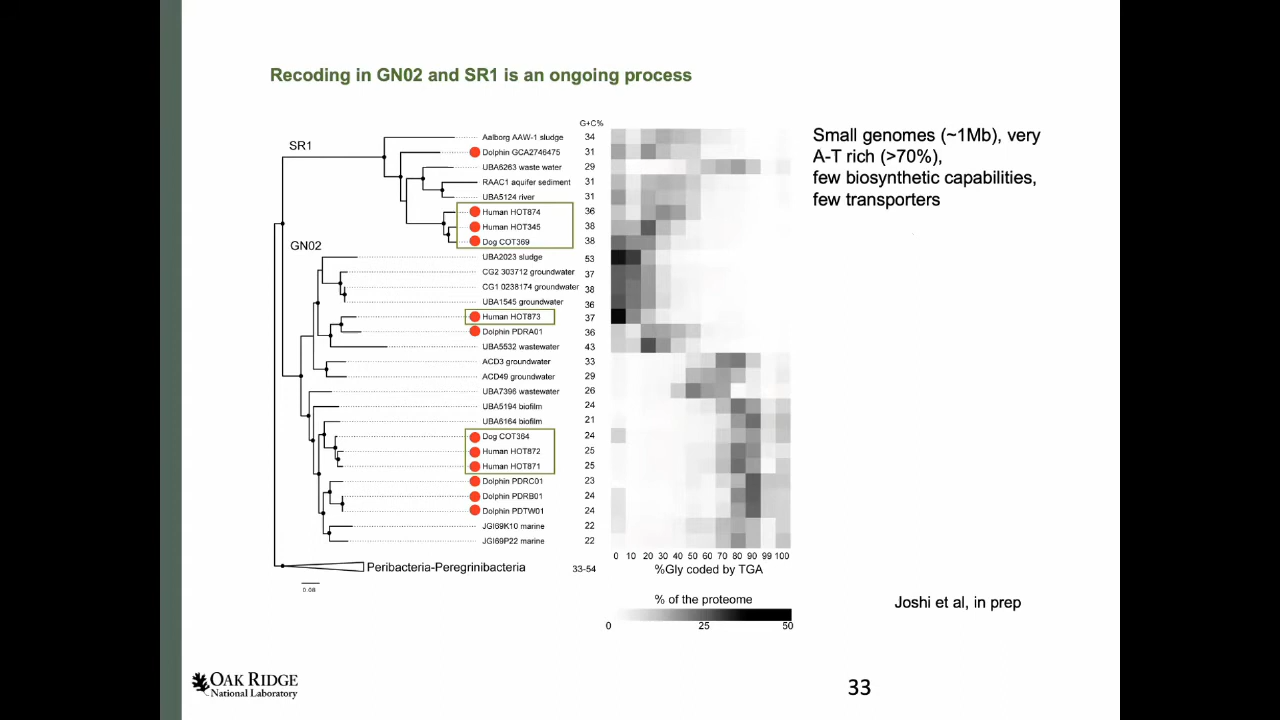 Recoding in GN02 and SR1 is an ongoing process
G+C%
SR1
Aalborg AAW-1 sludge 34
Dolphin GCA2746475 31
UBA6263 waste water 29
RAAC1 aquifer sediment 31
UBA5124 river 31
Human HOT874 36
Human HOT345 38
Dog COT369 38
GN02
UBA2023 sludge 53
CG2 303712 groundwater 37
CG1 0238174 groundwater 38
UBA1545 groundwater 36
Human HOT873 37
Dolphin PDRA01 36
UBA5532 wastewater 43
ACD3 groundwater 33
ACD49 groundwater 29
UBA7396 wastewater 26
UBA5194 biofilm 24
UBA6164 biofilm 21
Dog COT364 24
Human HOT872 25
Human HOT871 25
Dolphin PDRC01 23
Dolphin PDRB01 24
Dolphin PDTW01 24
JGI69K10 marine 22
JGI69P22 marine 22
Peribacteria-Peregrinibacteria 33-54
0.08
0 10 20 30 40 50 60 70 80 90 99 100
%Gly coded by TGA
% of the proteome
0 25 50
Small genomes (~1Mb), very
A-T rich (>70%),
few biosynthetic capabilities,
few transporters
Joshi et al, in prep
OAK RIDGE
National Laboratory
33